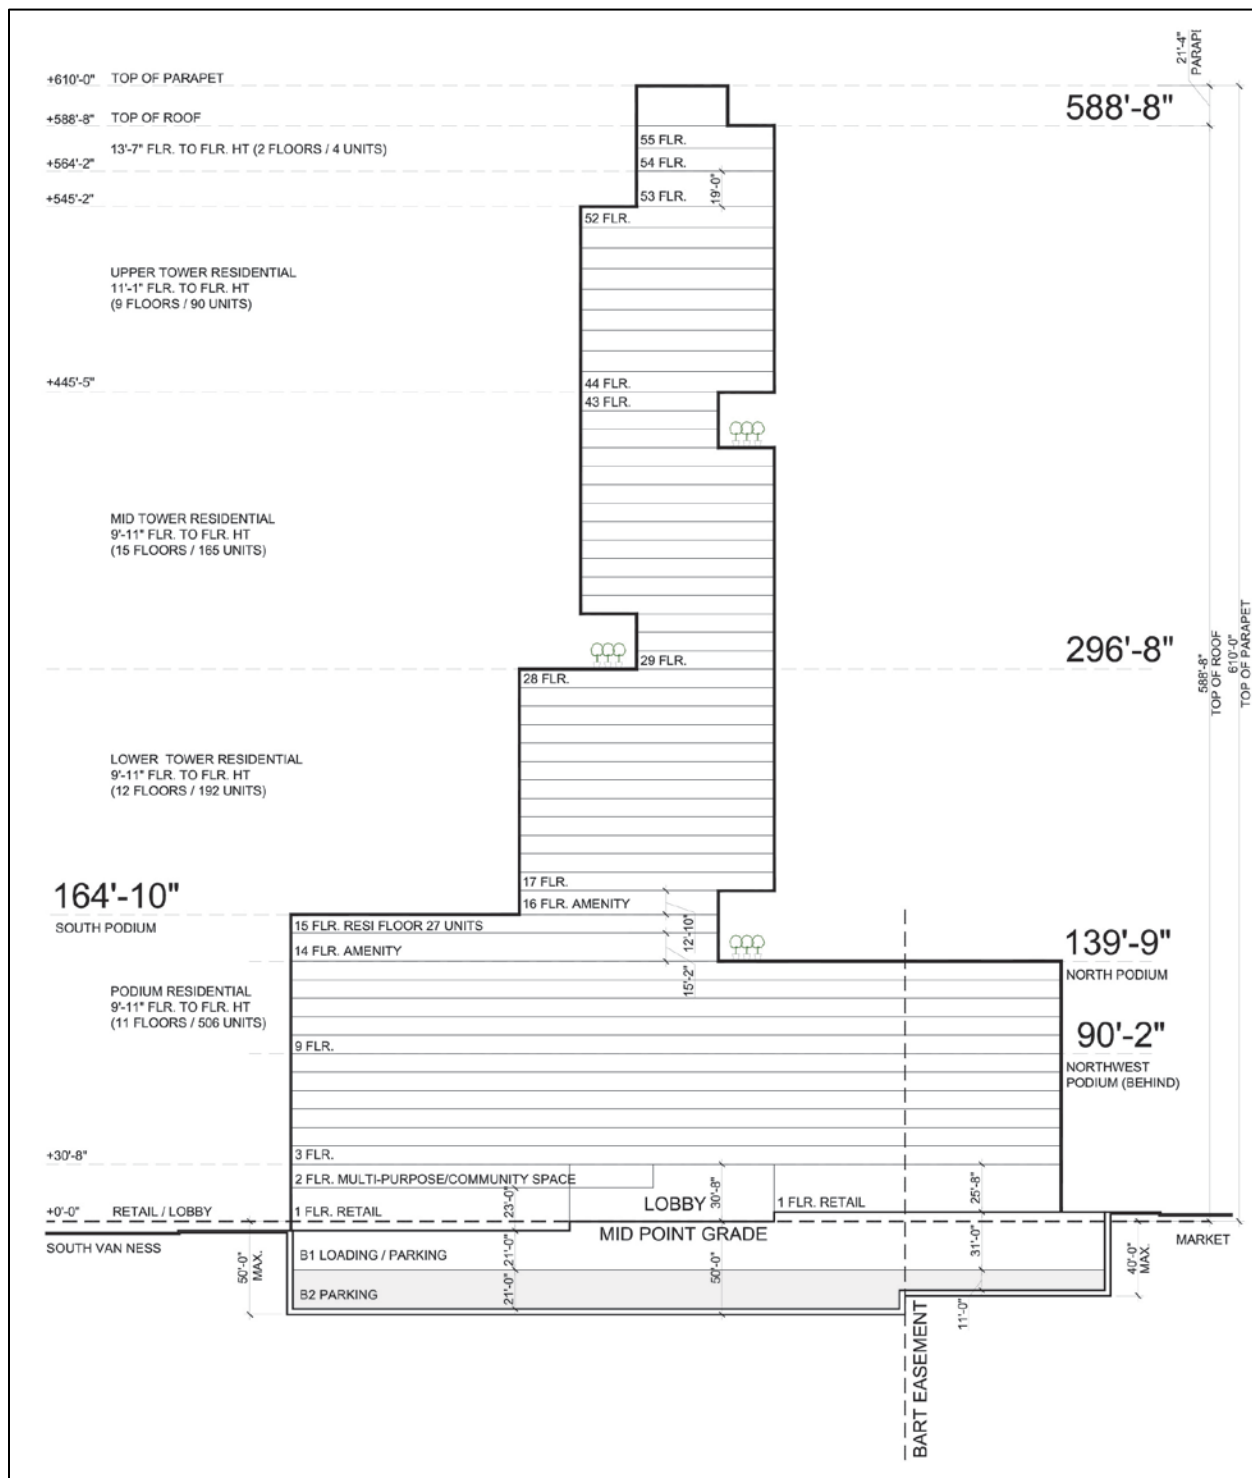 21'-4"
PARAPI
+610'-0" TOP OF PARAPET
588'-8"
+588'-8" TOP OF ROOF
55 FLR.
13'-7" FLR. TO FLR. HT (2 FLOORS / 4 UNITS)
54 FLR.
+564'-2"
19'-0"
+545'-2"
53 FLR.
52 FLR.
UPPER TOWER RESIDENTIAL
11'-1" FLR. TO FLR. HT
(9 FLOORS / 90 UNITS)
+445'-5"
44 FLR.
43 FLR.
MID TOWER RESIDENTIAL
9'-11" FLR. TO FLR. HT
(15 FLOORS / 165 UNITS)
296'-8"
29 FLR.
28 FLR.
588'-8"
TOP OF ROOF
610'-0"
TOP OF PARAPET
LOWER TOWER RESIDENTIAL
9'-11" FLR. TO FLR. HT
(12 FLOORS / 192 UNITS)
17 FLR.
164'-10"
16 FLR. AMENITY
SOUTH PODIUM
15 FLR. RESI FLOOR 27 UNITS
12'-10"
14 FLR. AMENITY
15'-2"
139'-9"
NORTH PODIUM
PODIUM RESIDENTIAL
9'-11" FLR. TO FLR. HT
(11 FLOORS / 506 UNITS)
9 FLR.
90'-2"
NORTHWEST
PODIUM (BEHIND)
+30'-8"
3 FLR.
2 FLR. MULTI-PURPOSE/COMMUNITY SPACE
23'-0"
LOBBY
30'-8"
1 FLR. RETAIL
25'-8"
+0'-0" RETAIL / LOBBY
1 FLR. RETAIL
MID POINT GRADE
SOUTH VAN NESS
MARKET
50'-0"
MAX.
B1 LOADING / PARKING
21'-0"
50'-0"
31'-0"
40'-0"
MAX.
B2 PARKING
21'-0"
11'-0"
BART EASEMENT